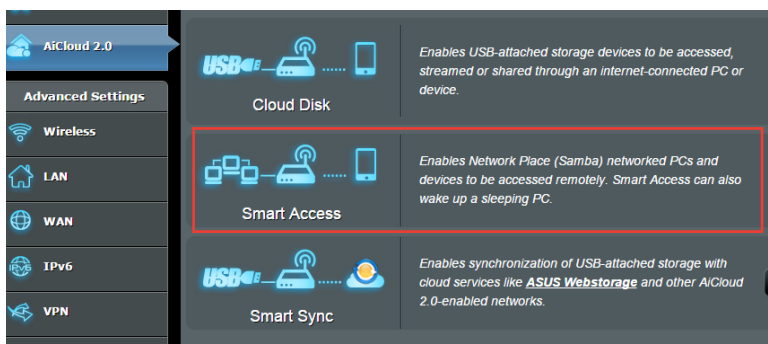 AiCloud 2.0
Advanced Settings
Wireless
LAN
WAN
IPv6
IPv6
VPN
USB
Cloud Disk
Enables USB-attached storage devices to be accessed,
streamed or shared through an internet-connected PC or
device.
Smart Access
Enables Network Place (Samba) networked PCs and
devices to be accessed remotely. Smart Access can also
wake up a sleeping PC.
USB
Smart Sync
Enables synchronization of USB-attached storage with
cloud services like ASUS Webstorage and other AiCloud
2.0-enabled networks.